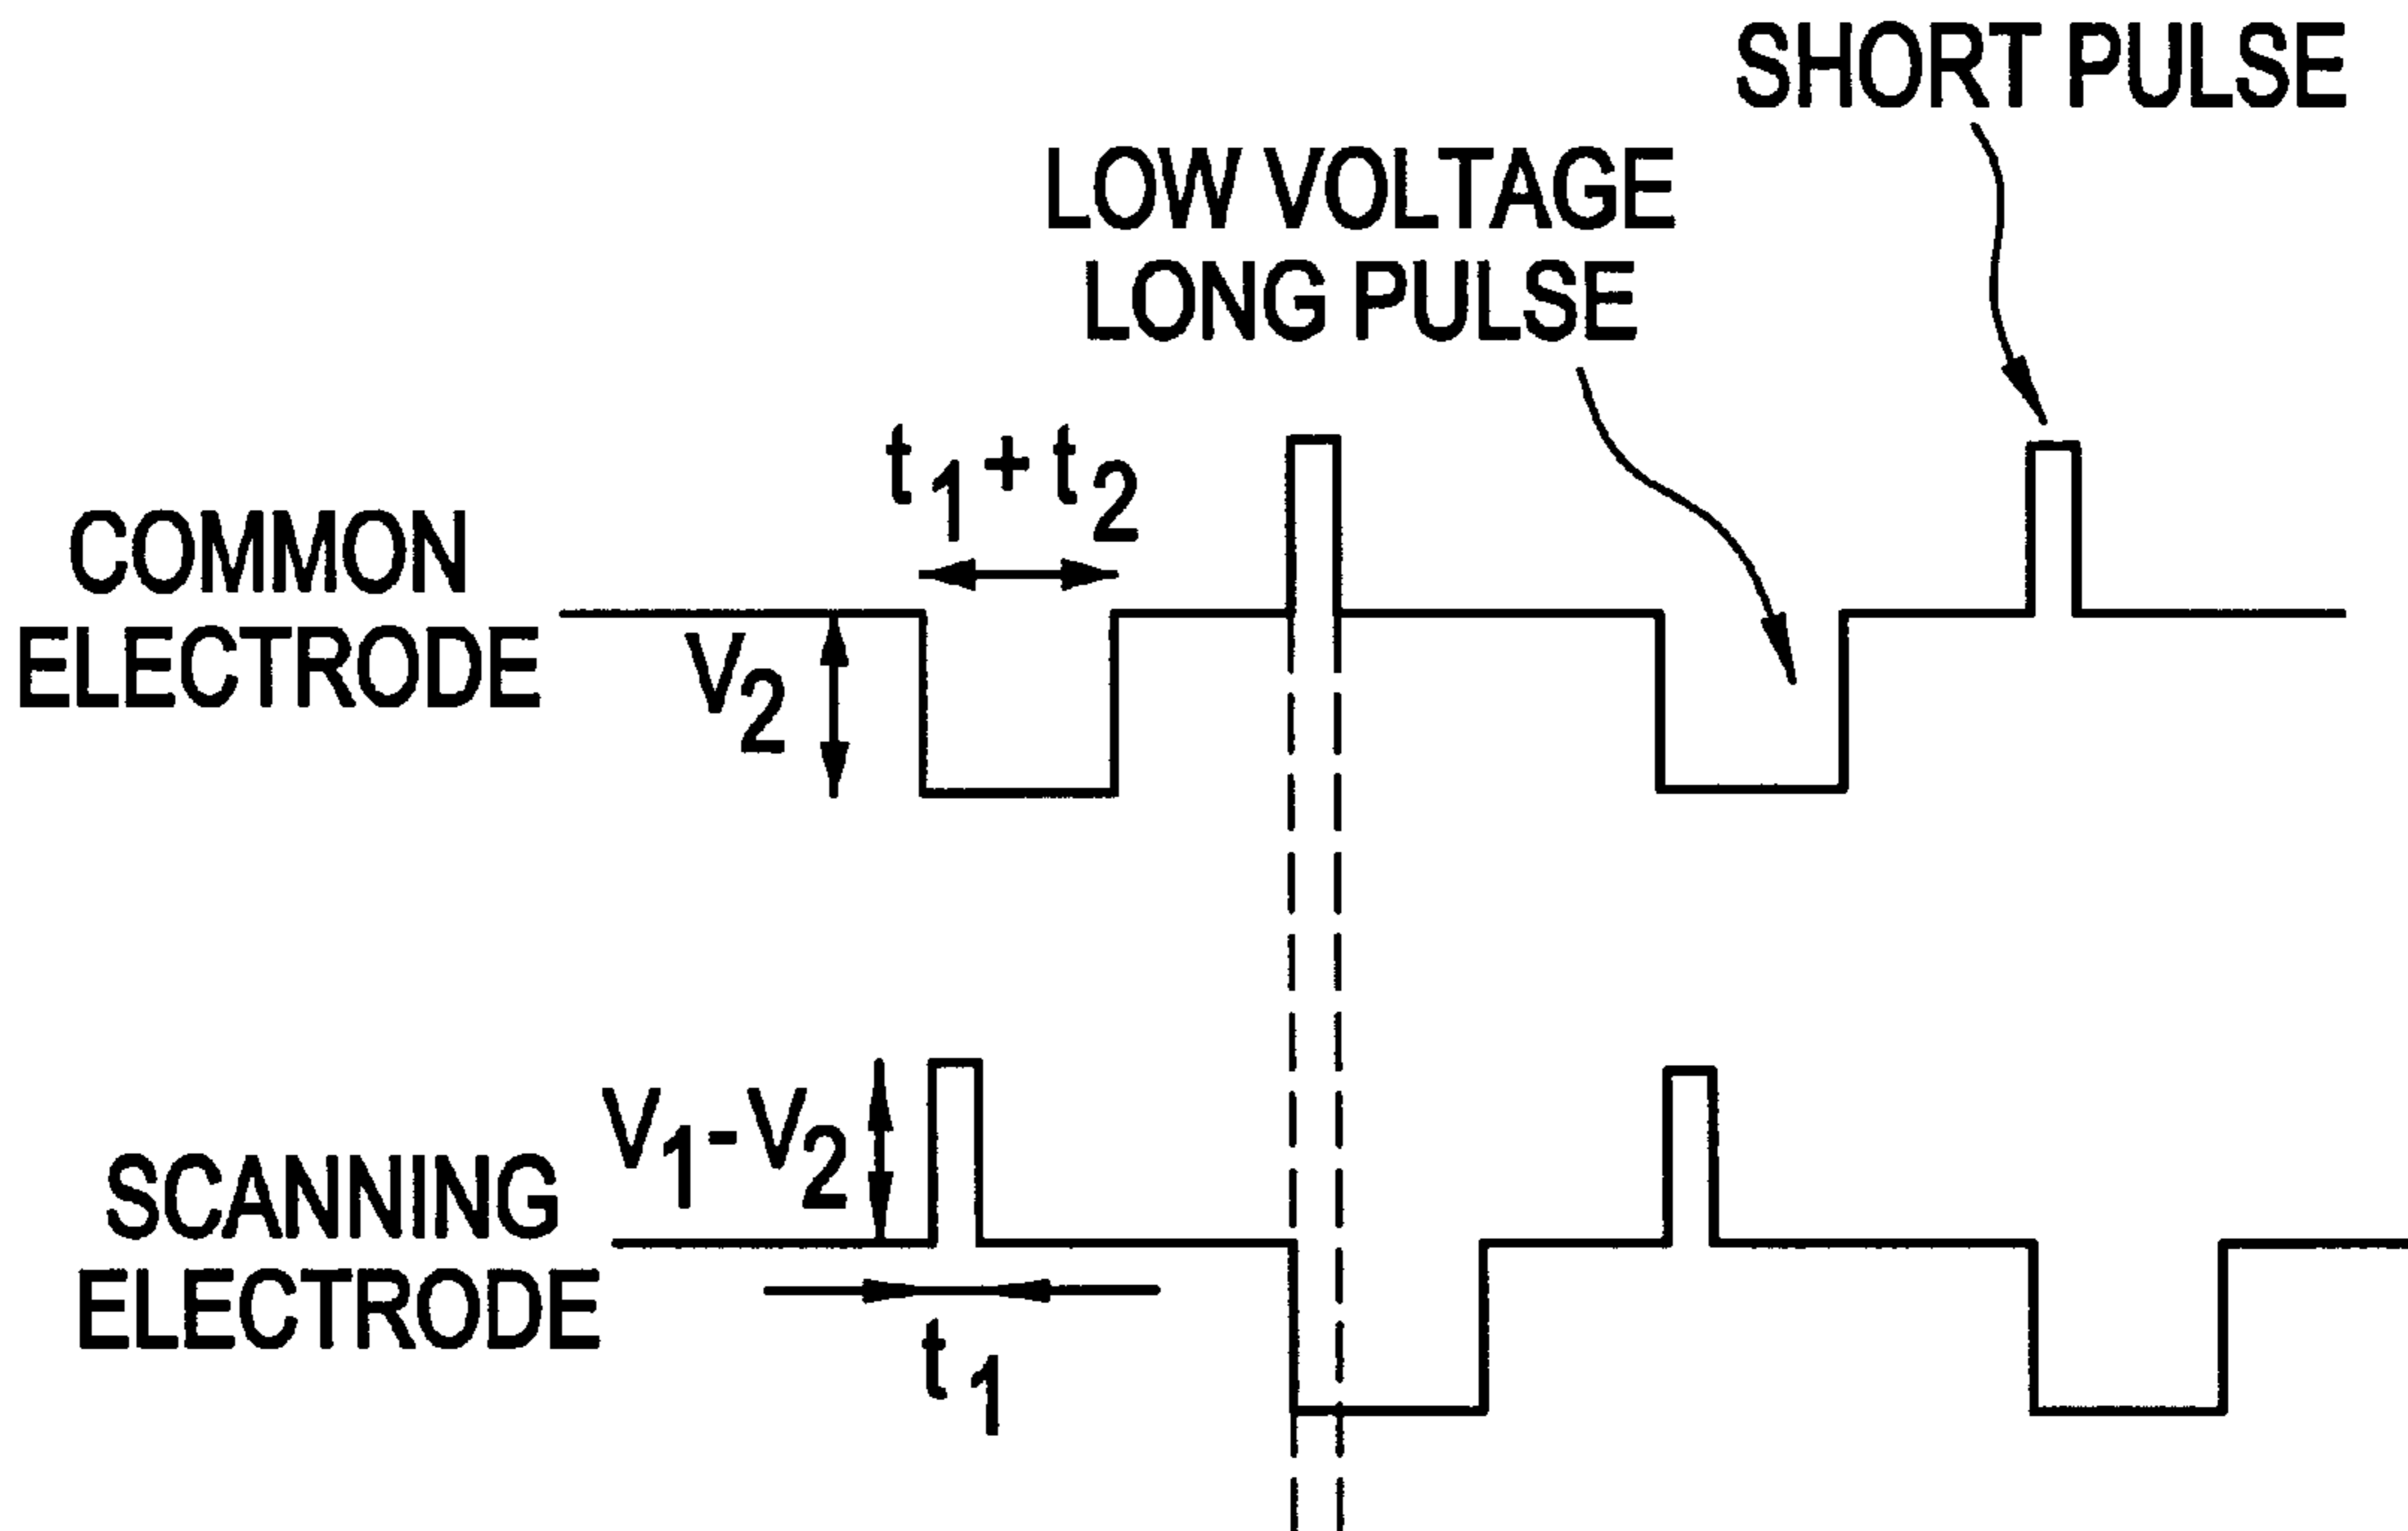 SHORT PULSE
LOW VOLTAGE
LONG PULSE
t1+t2
COMMON
ELECTRODE
V2
V1-V2
SCANNING
ELECTRODE
t1